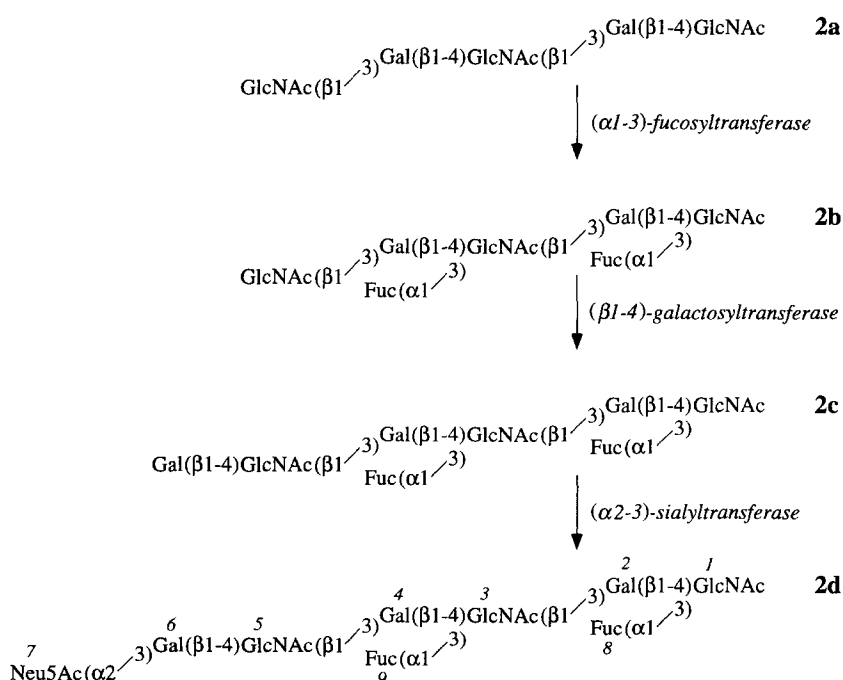 3)Gal(β1-4)GlcNAc 2a
3)Gal(β1-4)GlcNAc(β1
GlcNAc(β1
(α1-3)-fucosyltransferase
3)Gal(β1-4)GlcNAc 2b
3)Gal(β1-4)GlcNAc(β1 Fuc(α1 3)
GlcNAc(β1 Fuc(α1 3)
(β1-4)-galactosyltransferase
3)Gal(β1-4)GlcNAc 2c
3)Gal(β1-4)GlcNAc(β1 Fuc(α1 3)
Gal(β1-4)GlcNAc(β1 Fuc(α1 3)
(α2-3)-sialyltransferase
2 1
3)Gal(β1-4)GlcNAc 2d
4 3
3)Gal(β1-4)GlcNAc(β1 Fuc(α1 3)
6 5 8
3)Gal(β1-4)GlcNAc(β1 Fuc(α1 3)
7 9
Neu5Ac(α2